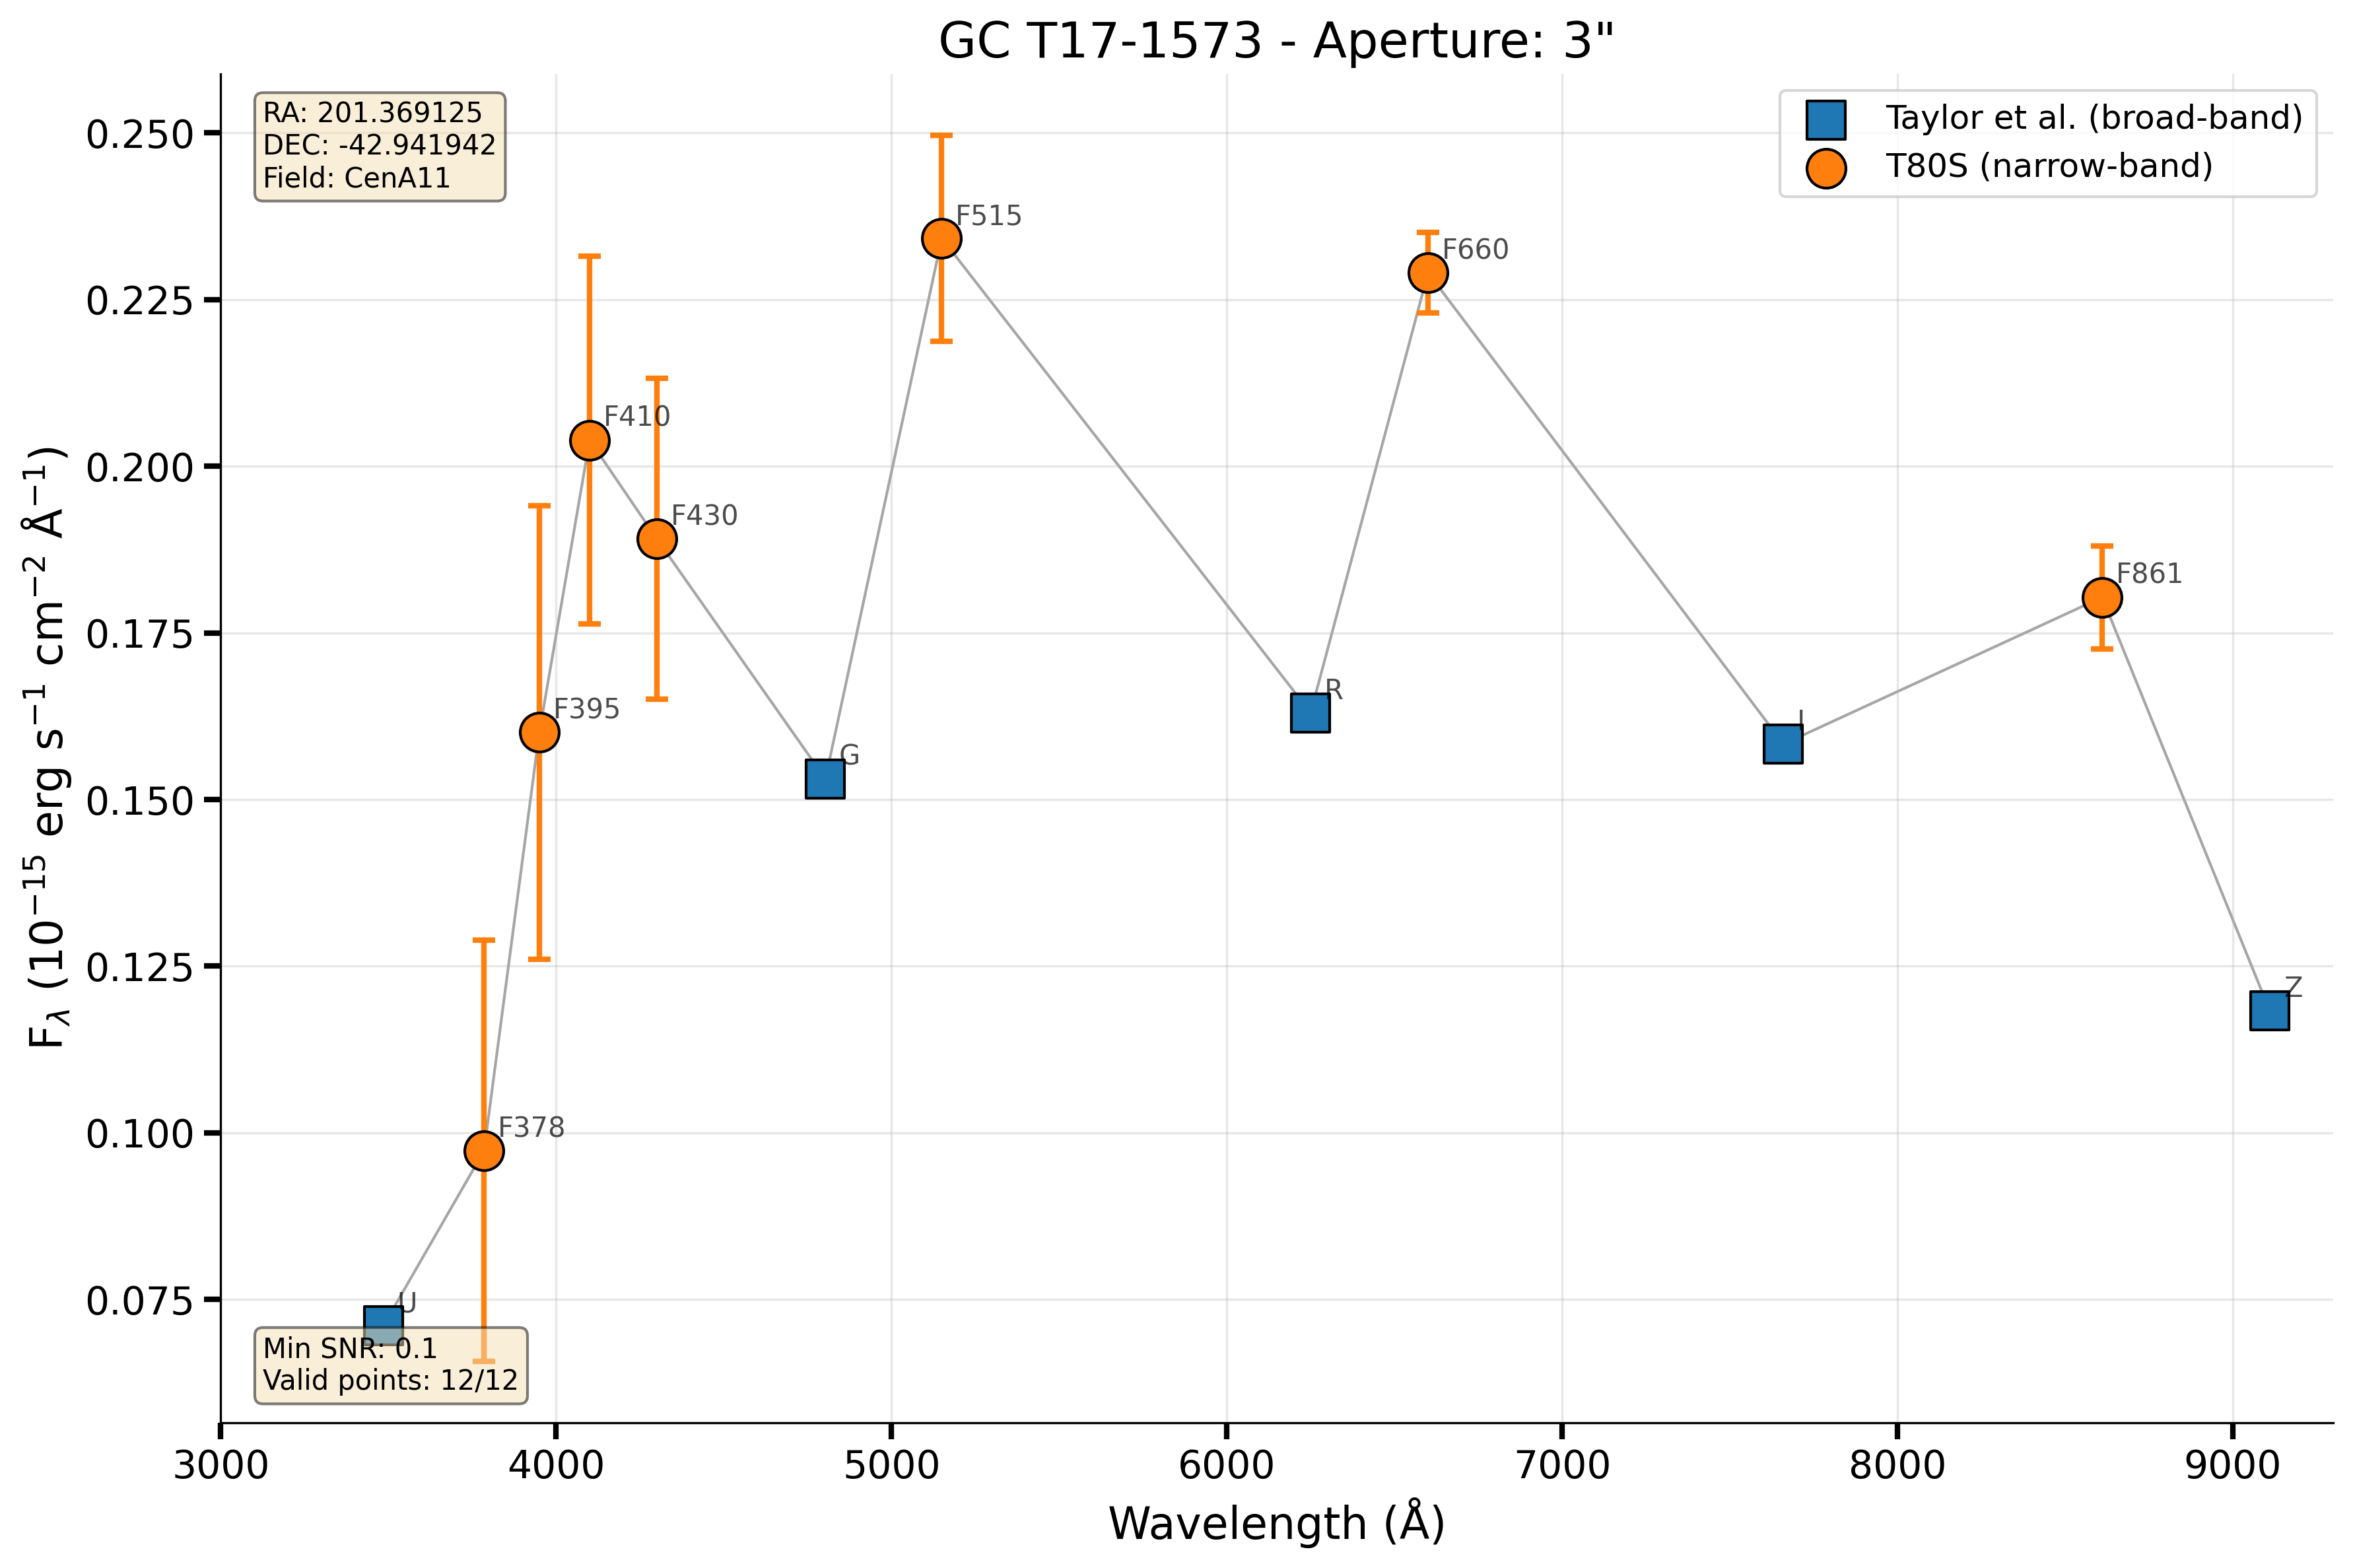 GC T17-1573 - Aperture: 3"
RA: 201.369125
DEC: -42.941942
Field: CenA11
Taylor et al. (broad-band)
T80S (narrow-band)
0.250
0.225
0.200
0.175
0.150
0.125
0.100
0.075
F515
F660
F410
F430
F395
F861
R
I
G
Z
F378
U
Min SNR: 0.1
Valid points: 12/12
3000 4000 5000 6000 7000 8000 9000
Wavelength (Å)
Fλ (10⁻¹⁵ erg s⁻¹ cm⁻² Å⁻¹)